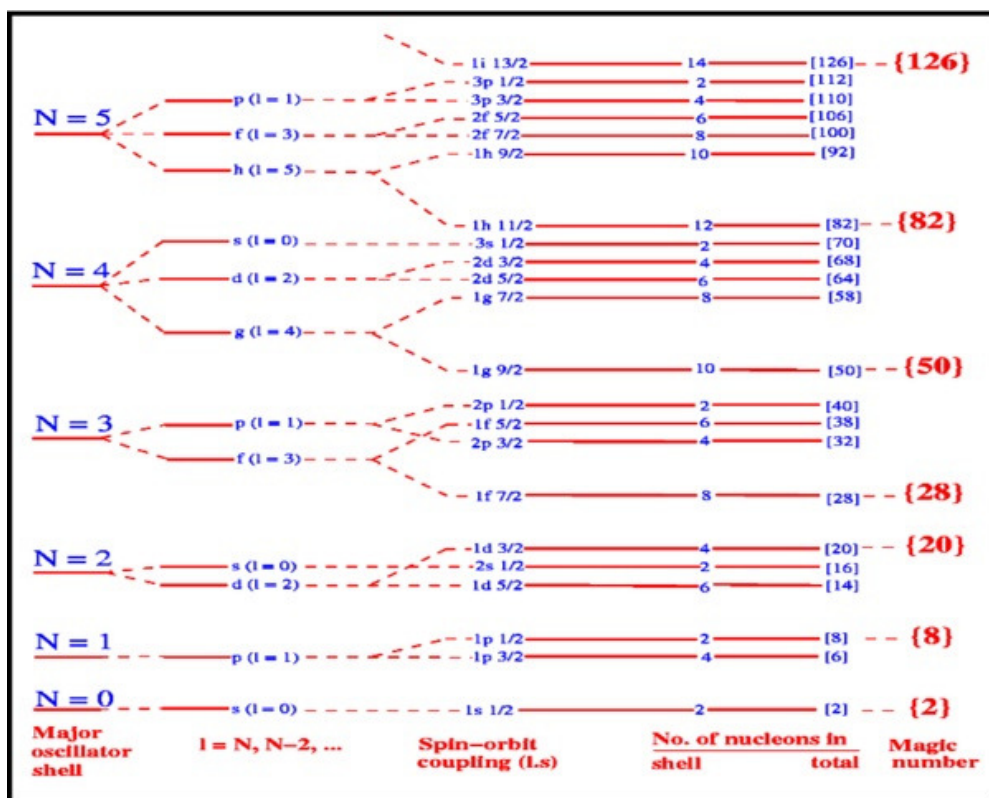 1i 13/2 14 [126] {126}
3p 1/2 2 [112]
N = 5 p (l = 1) 3p 3/2 4 [110]
2f 5/2 6 [106]
f (l = 3) 2f 7/2 8 [100]
1h 9/2 10 [92]
h (l = 5)
1h 11/2 12 [82] {82}
s (l = 0) 3s 1/2 2 [70]
N = 4 2d 3/2 4 [68]
d (l = 2) 2d 5/2 6 [64]
1g 7/2 8 [58]
g (l = 4)
1g 9/2 10 [50] {50}
2p 1/2 2 [40]
N = 3 p (l = 1) 1f 5/2 6 [38]
2p 3/2 4 [32]
f (l = 3)
1f 7/2 8 [28] {28}
1d 3/2 4 [20] {20}
N = 2 s (l = 0) 2s 1/2 2 [16]
d (l = 2) 1d 5/2 6 [14]
N = 1 1p 1/2 2 [8] {8}
p (l = 1) 1p 3/2 4 [6]
N = 0 s (l = 0) 1s 1/2 2 [2] {2}
Major
oscillator
shell
l = N, N−2, ...
Spin−orbit
coupling (l.s)
No. of nucleons in
shell total
Magic
number